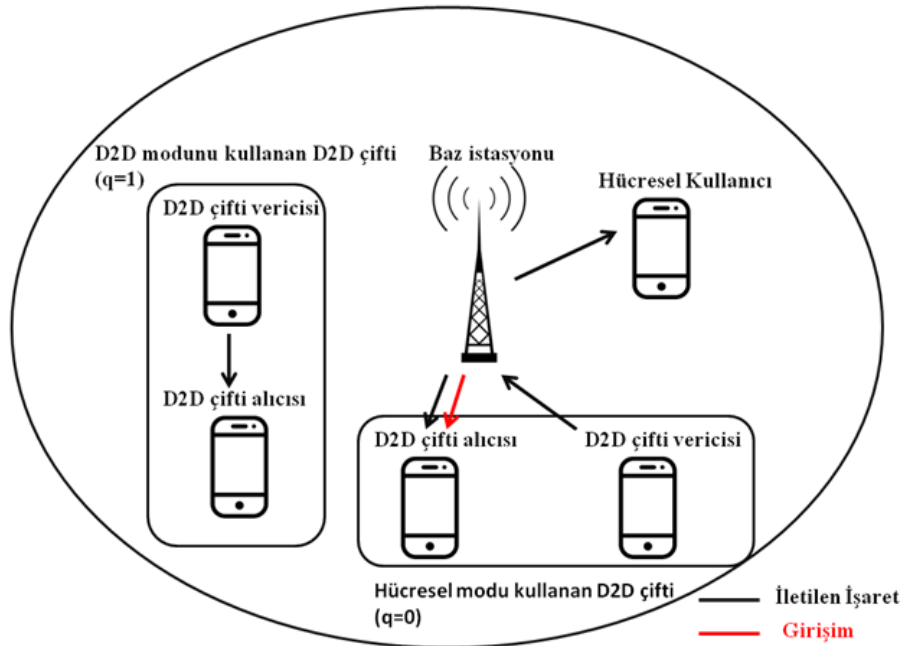 D2D modunu kullanan D2D çifti
(q=1)
D2D çifti vericisi
D2D çifti alıcısı
Baz istasyonu
Hücresel Kullanıcı
D2D çifti alıcısı
D2D çifti vericisi
Hücresel modu kullanan D2D çifti
(q=0)
İletilen İşaret
Girişim